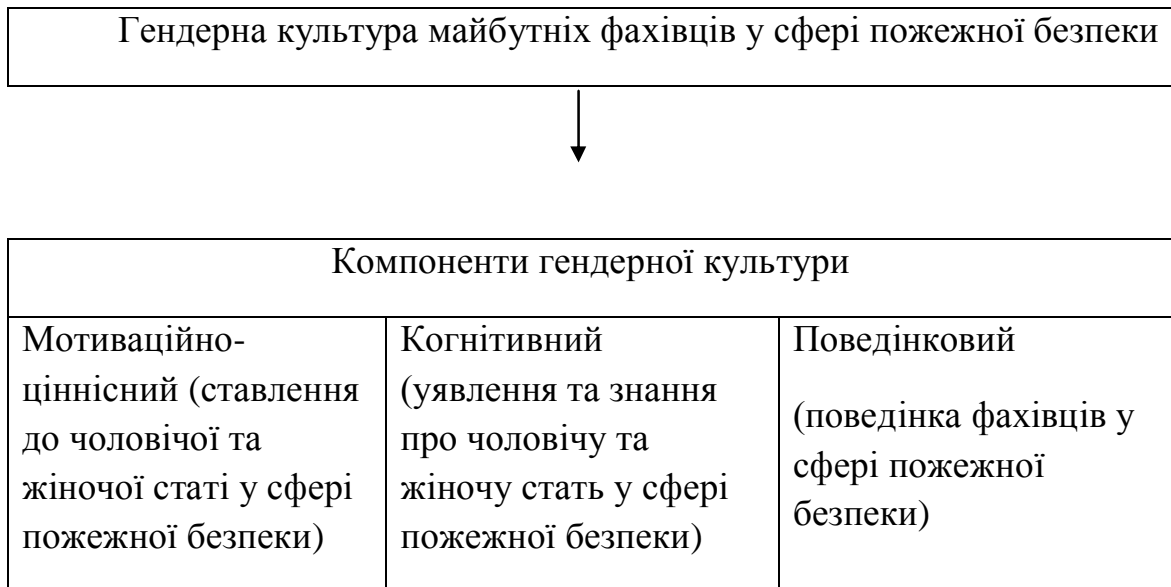 Гендерна культура майбутніх фахівців у сфері пожежної безпеки
Компоненти гендерної культури
Мотиваційно-
ціннісний (ставлення
до чоловічої та
жіночої статі у сфері
пожежної безпеки)
Когнітивний
(уявлення та знання
про чоловічу та
жіночу стать у сфері
пожежної безпеки)
Поведінковий
(поведінка фахівців у
сфері пожежної
безпеки)